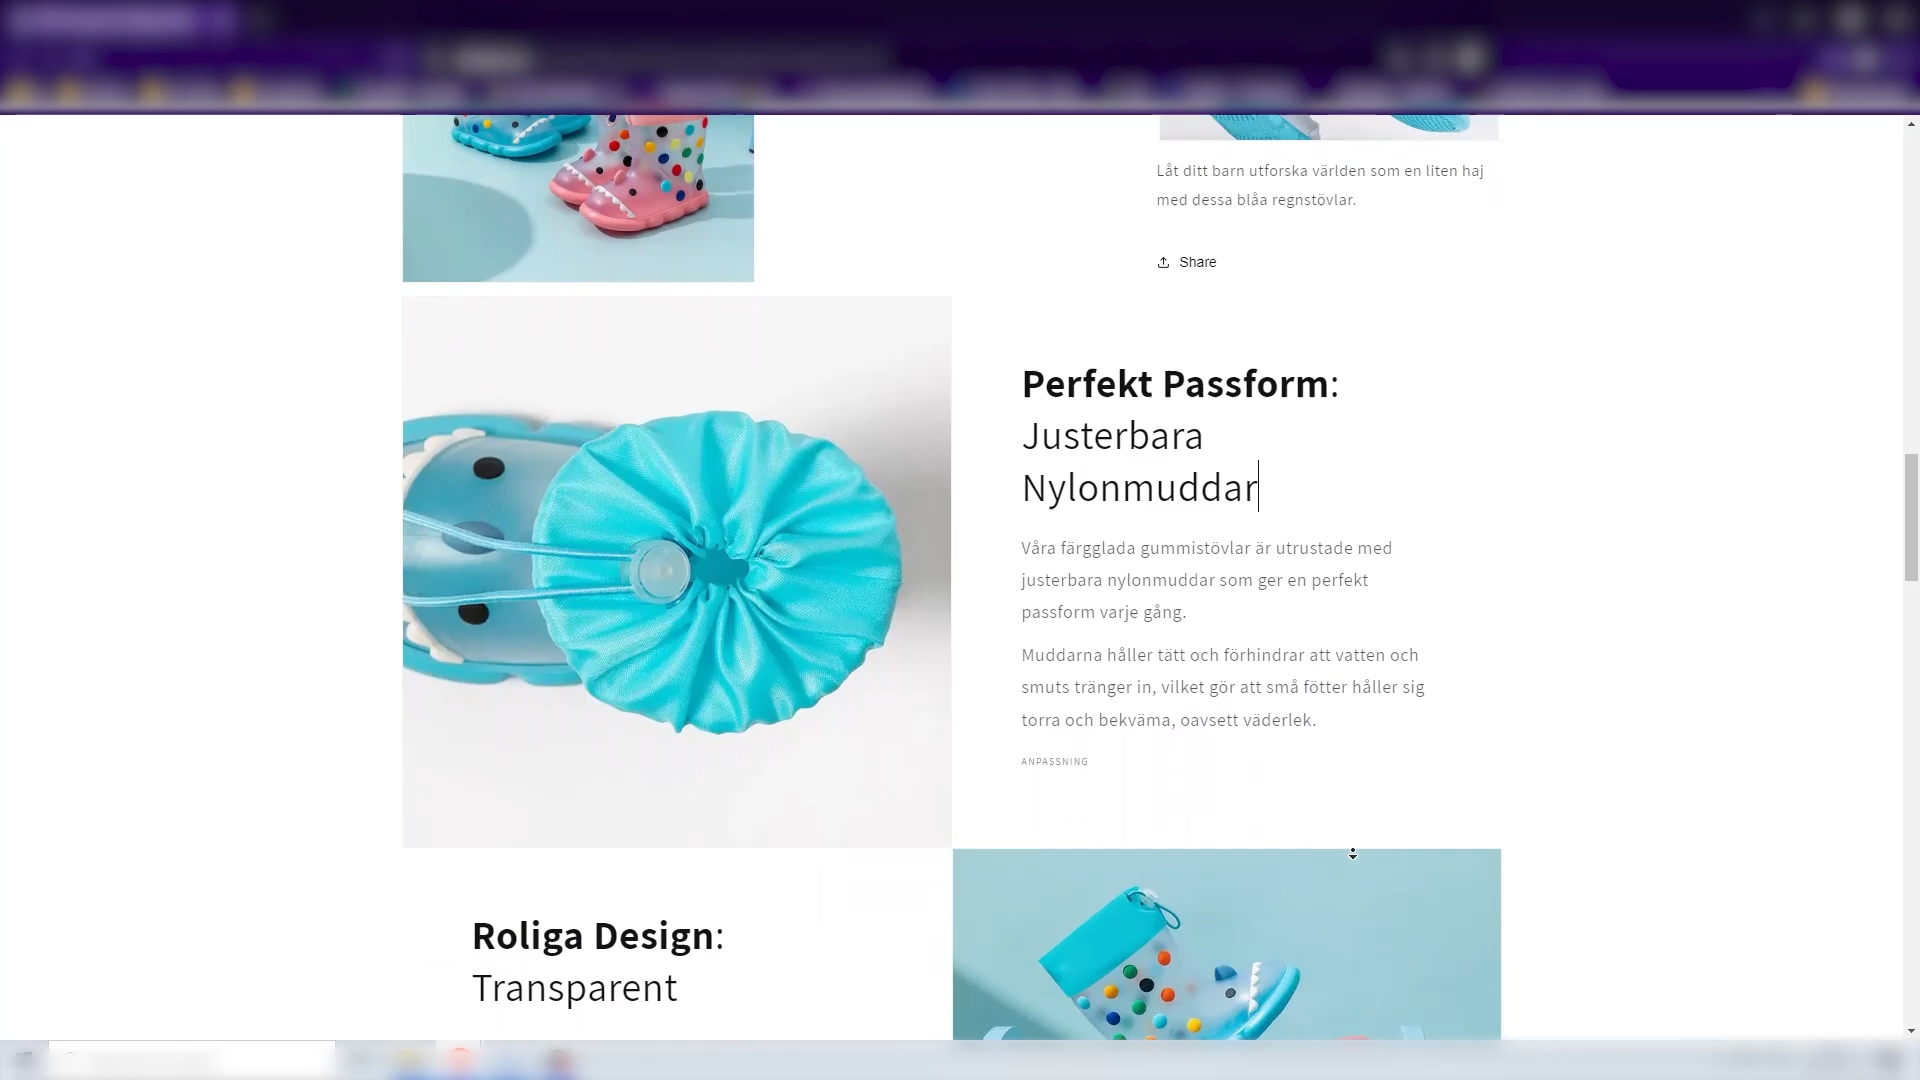 Låt ditt barn utforska världen som en liten haj
med dessa blåa regnstövlar.
Share
Perfekt Passform:
Justerbara
Nylonmuddar
Våra färgglada gummistövlar är utrustade med
justerbara nylonmuddar som ger en perfekt
passform varje gång.
Muddarna håller tätt och förhindrar att vatten och
smuts tränger in, vilket gör att små fötter håller sig
torra och bekväma, oavsett väderlek.
ANPASSNING
Roliga Design:
Transparent